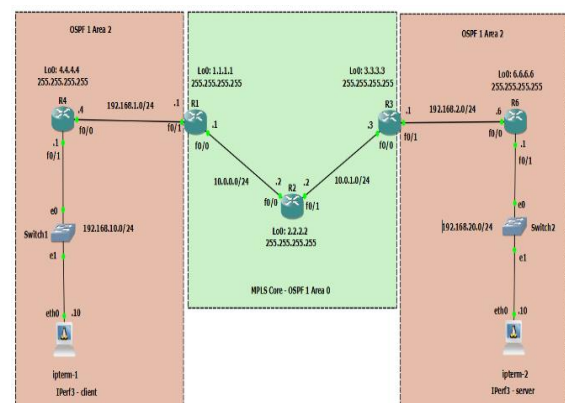 OSPF 1 Area 2
Lo0: 4.4.4.4
255.255.255.255
R4
.4
f0/0
192.168.1.0/24
.1
f0/1
.1
f0/1
e0
Switch1
192.168.10.0/24
e1
eth0
.10
ipterm-1
IPerf3 - client
Lo0: 1.1.1.1
255.255.255.255
R1
.1
f0/0
10.0.0.0/24
.2
f0/0
R2
.2
f0/1
Lo0: 2.2.2.2
255.255.255.255
10.0.1.0/24
Lo0: 3.3.3.3
255.255.255.255
R3
.3
f0/0
MPLS Core - OSPF 1 Area 0
OSPF 1 Area 2
.1
f0/1
192.168.2.0/24
Lo0: 6.6.6.6
255.255.255.255
R6
.6
f0/0
.1
f0/1
e0
192.168.20.0/24
Switch2
e1
eth0
.10
ipterm-2
IPerf3 - server